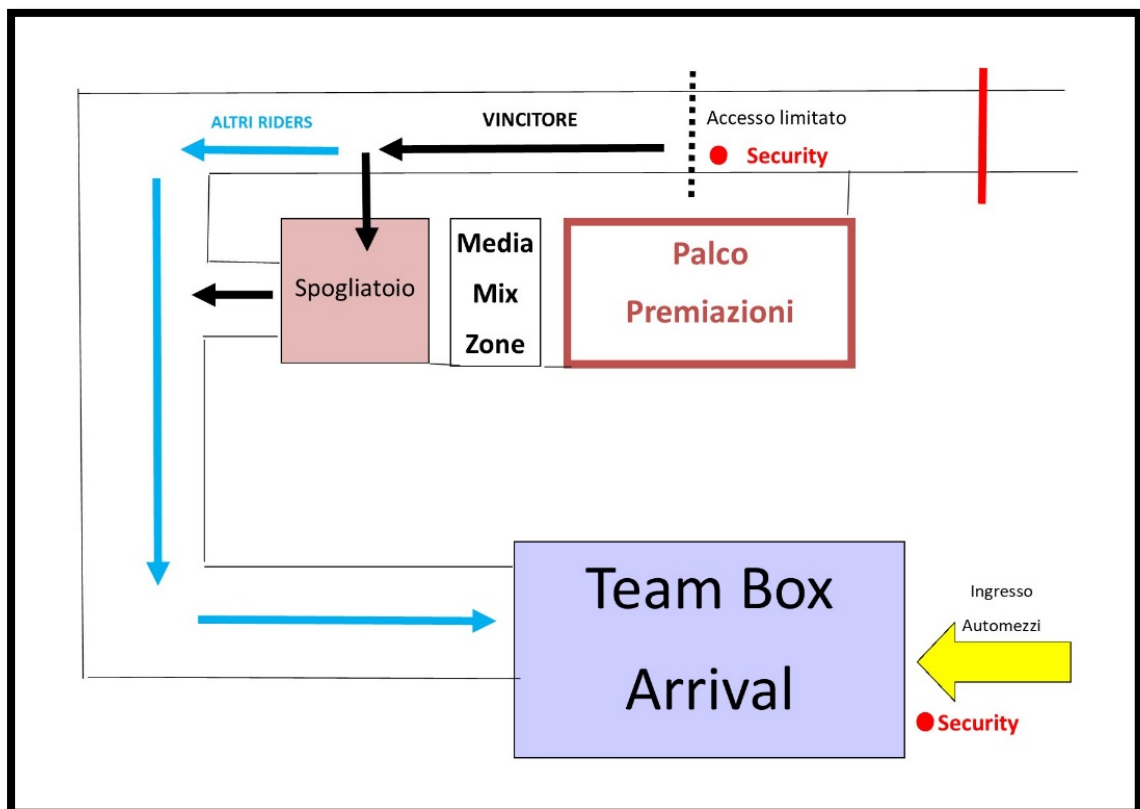 ALTRI RIDERS
VINCITORE
Accesso limitato
Security
Spogliatoio
Media
Mix
Zone
Palco
Premiazioni
Team Box
Arrival
Ingresso
Automezzi
Security